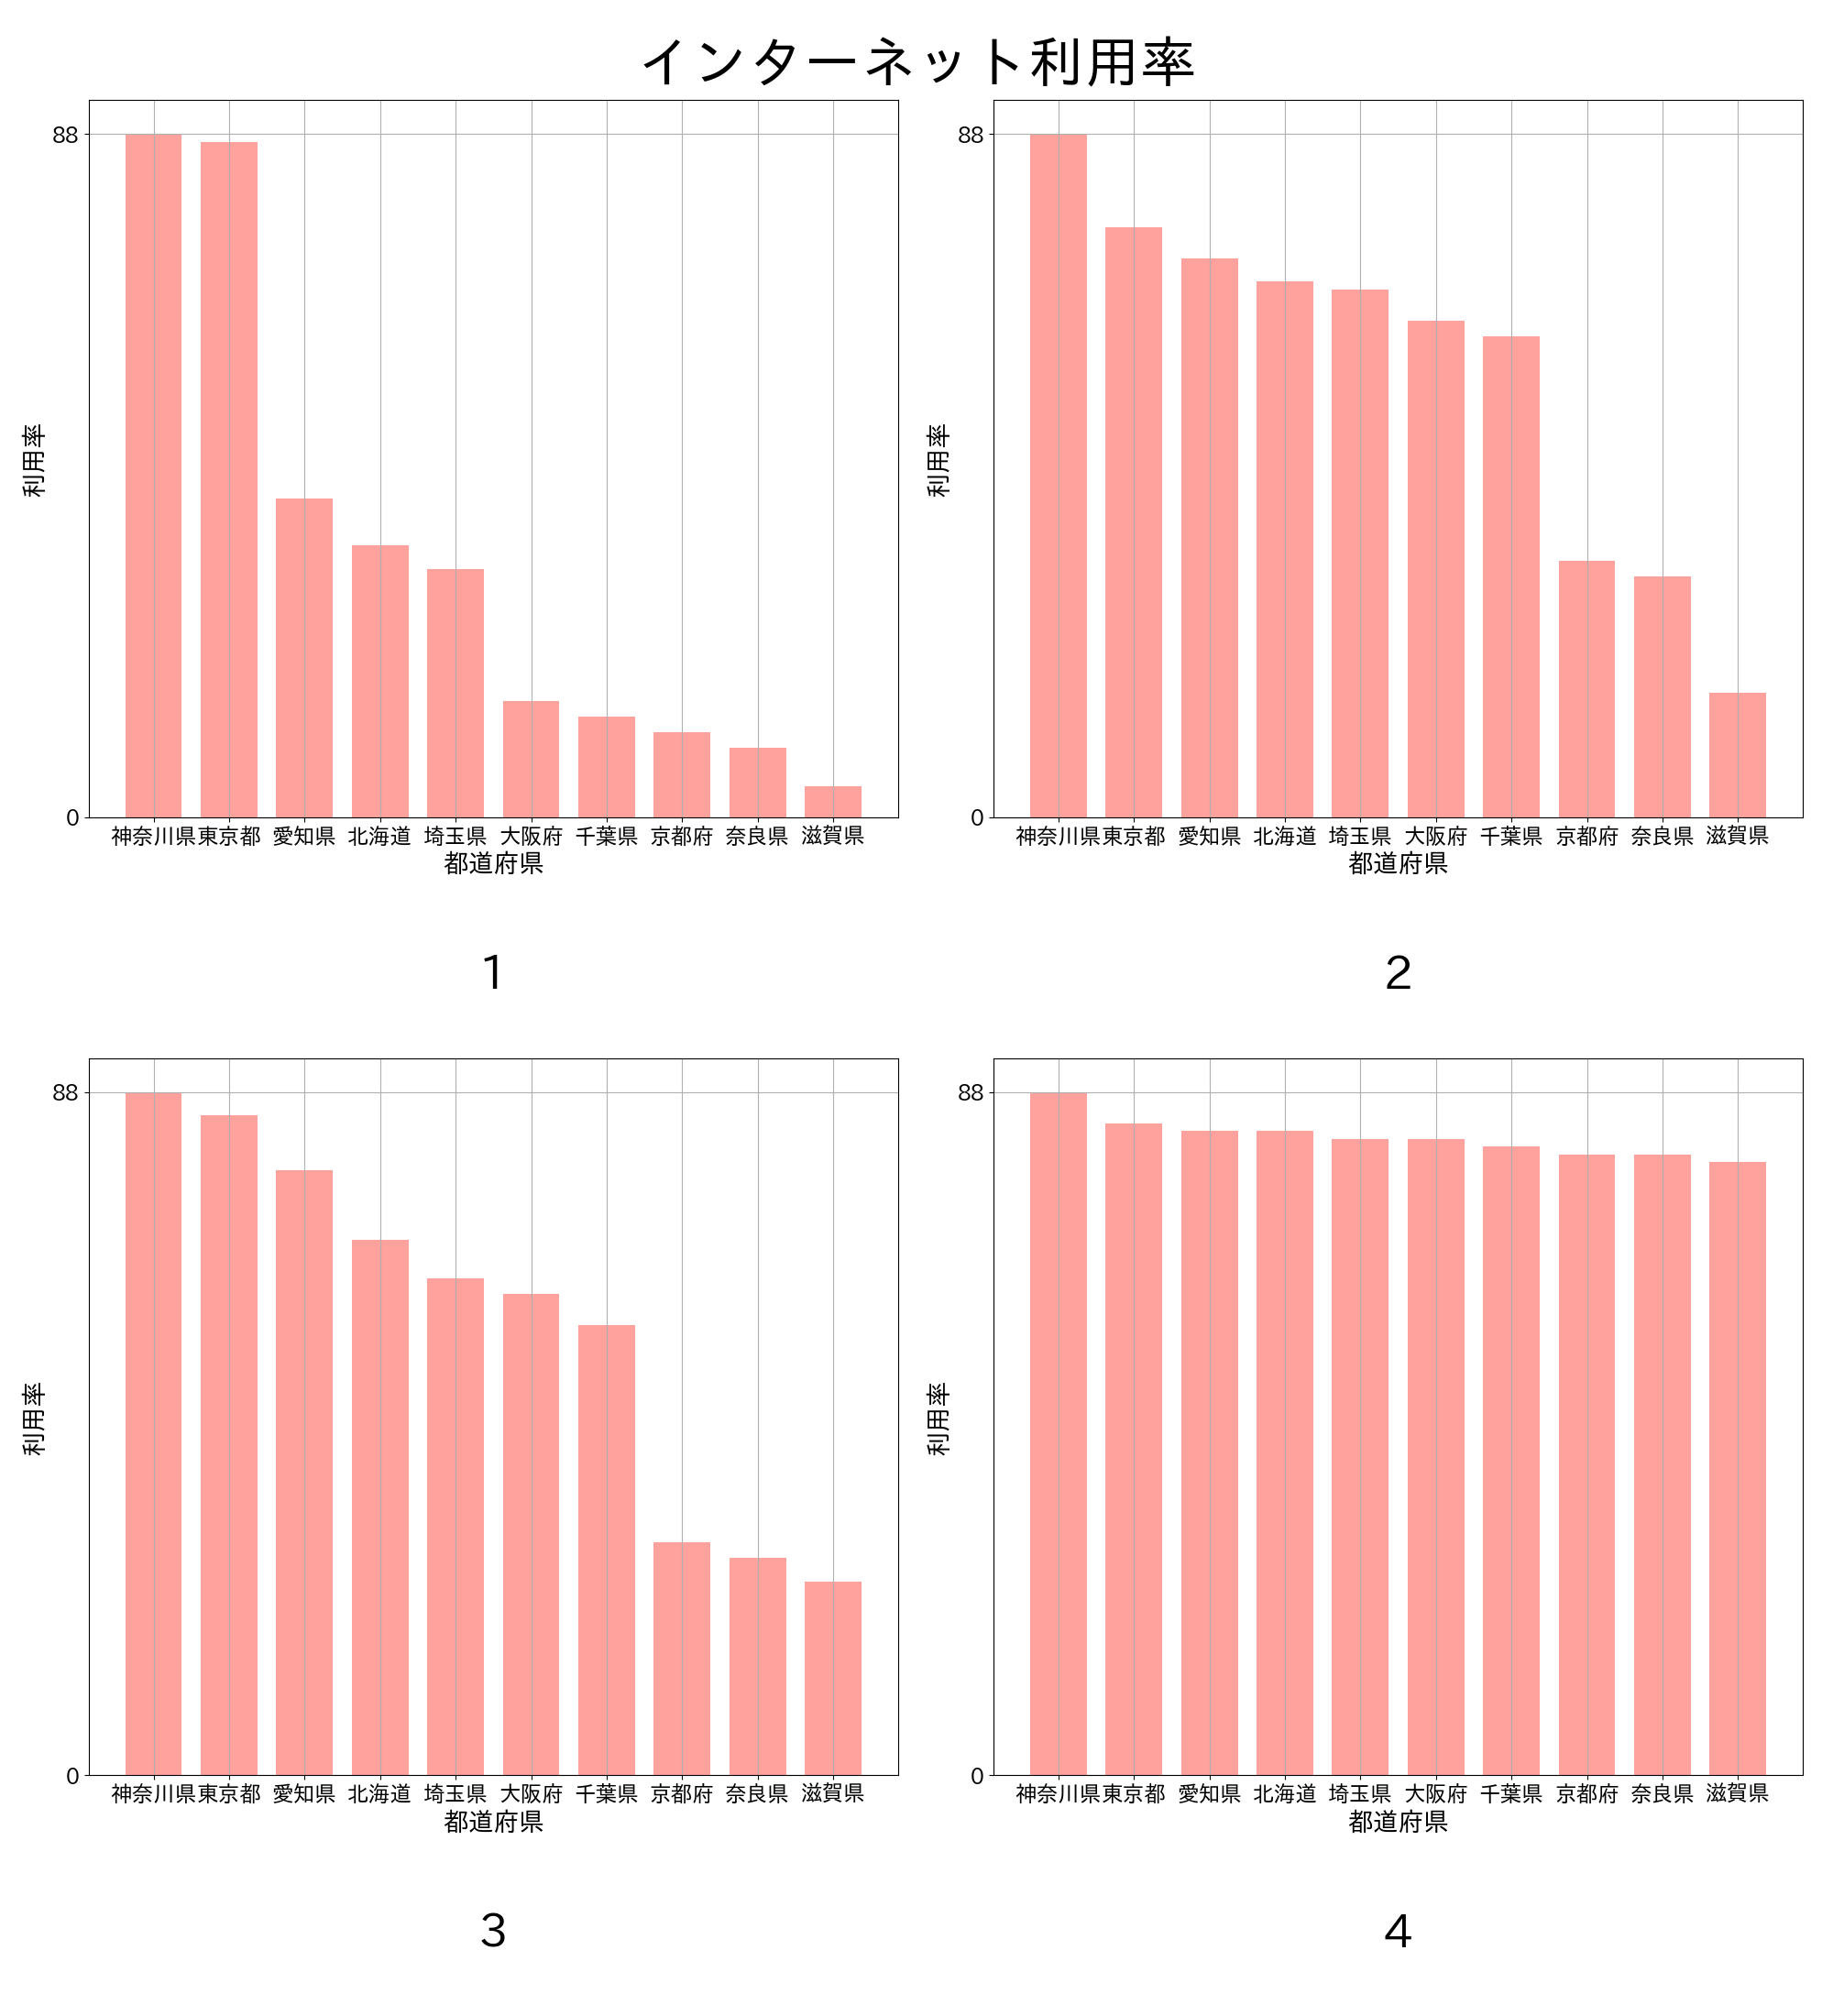 インターネット利用率
88
0
利用率
神奈川県 東京都 愛知県 北海道 埼玉県 大阪府 千葉県 京都府 奈良県 滋賀県
都道府県
1
88
0
利用率
神奈川県 東京都 愛知県 北海道 埼玉県 大阪府 千葉県 京都府 奈良県 滋賀県
都道府県
2
88
0
利用率
神奈川県 東京都 愛知県 北海道 埼玉県 大阪府 千葉県 京都府 奈良県 滋賀県
都道府県
3
88
0
利用率
神奈川県 東京都 愛知県 北海道 埼玉県 大阪府 千葉県 京都府 奈良県 滋賀県
都道府県
4